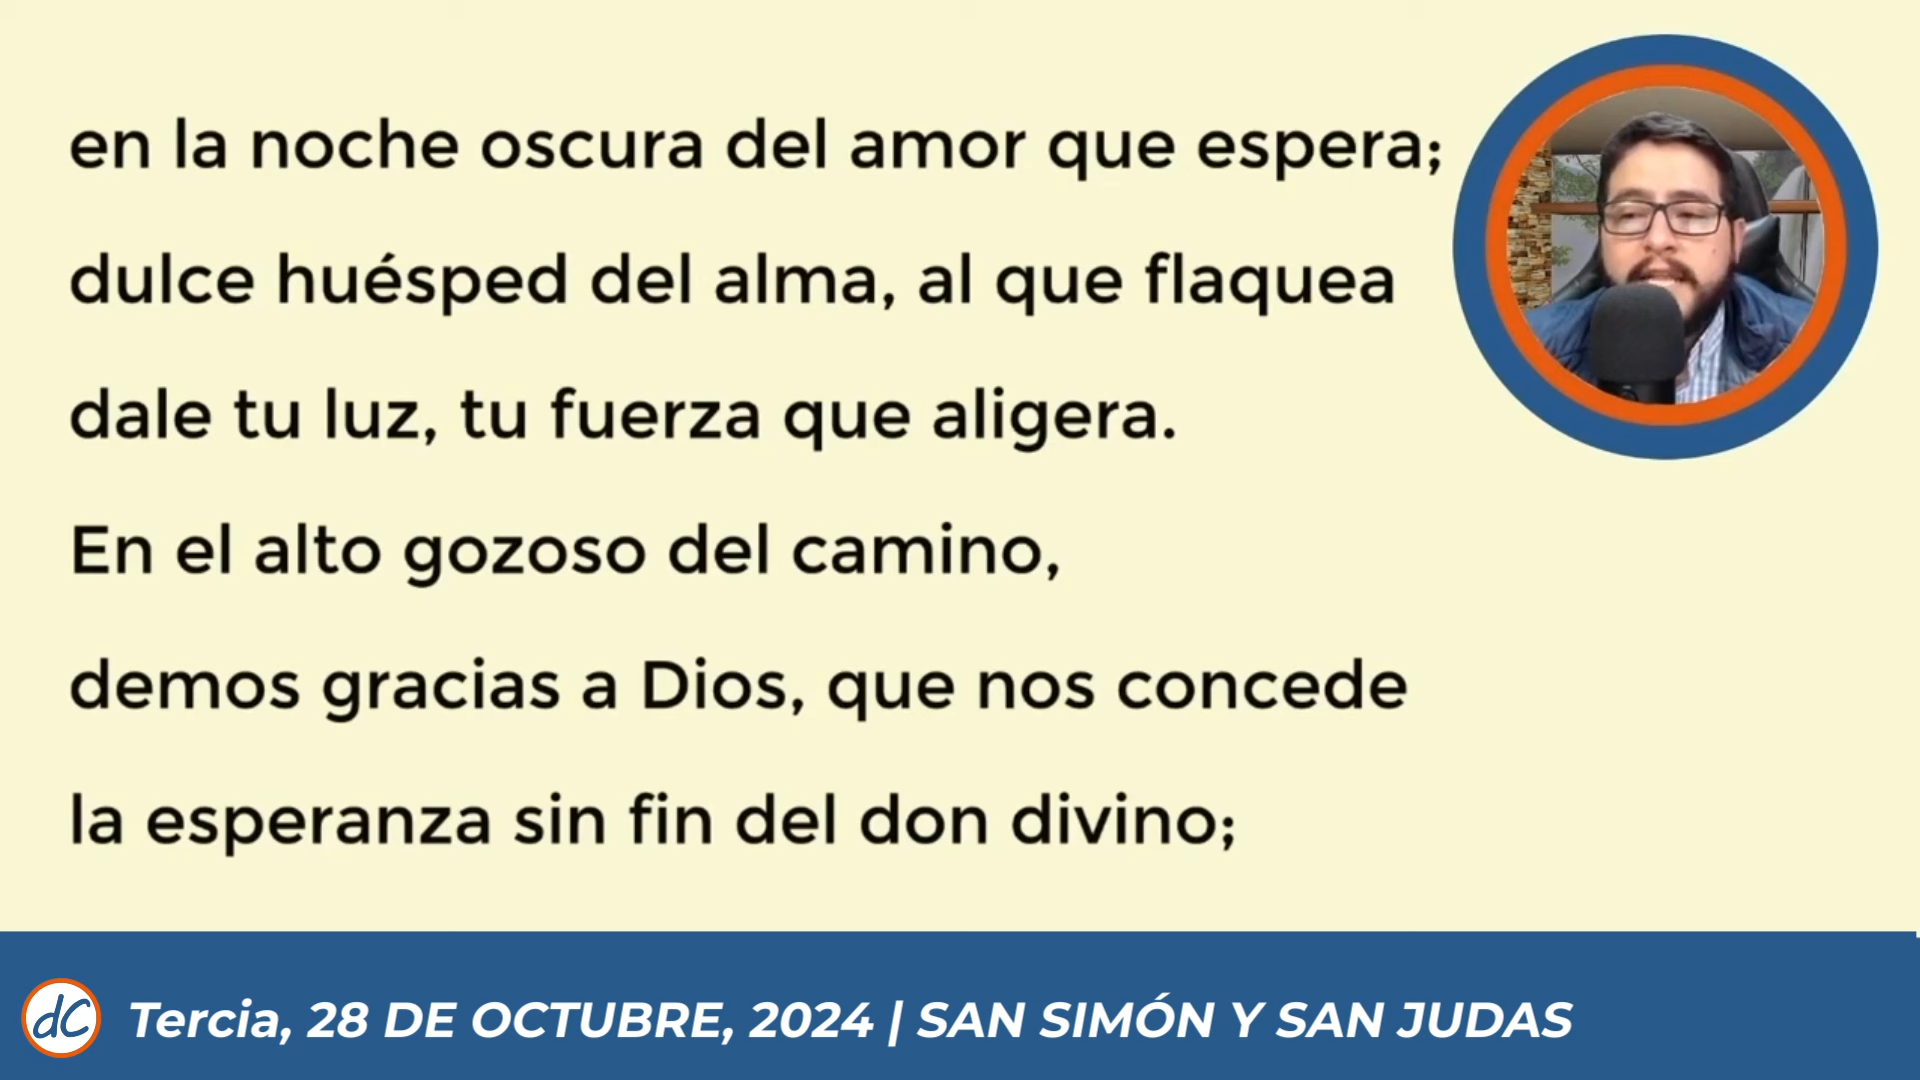 en la noche oscura del amor que espera;
dulce huésped del alma, al que flaquea
dale tu luz, tu fuerza que aligera.
En el alto gozoso del camino,
demos gracias a Dios, que nos concede
la esperanza sin fin del don divino;
dC Tercia, 28 DE OCTUBRE, 2024 | SAN SIMÓN Y SAN JUDAS